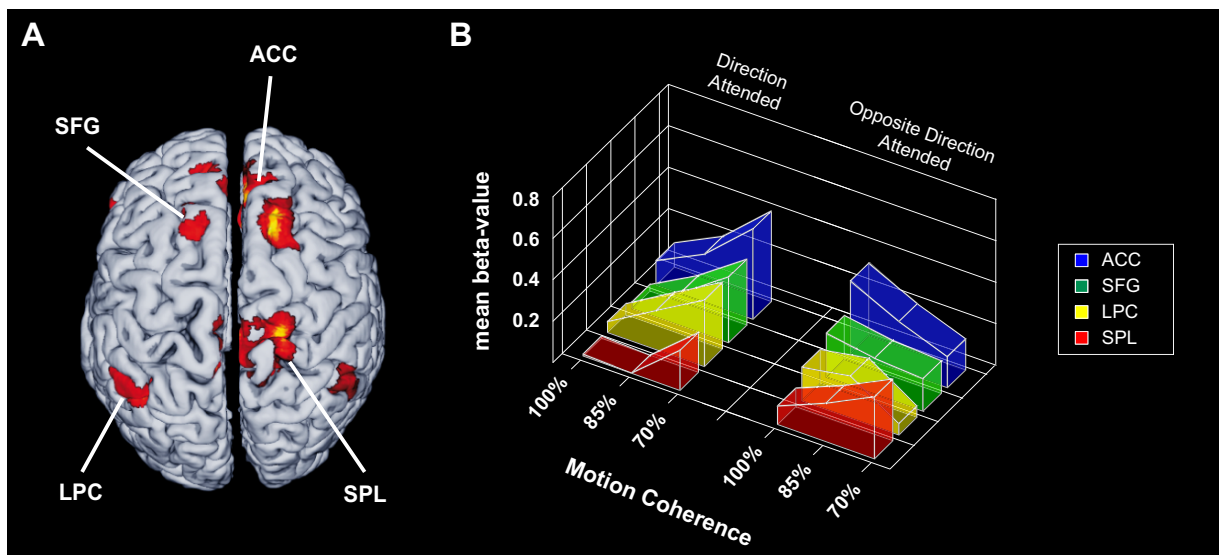 A
ACC
SFG
LPC
SPL
B
Direction
Attended
Opposite Direction
Attended
mean beta-value
0.8
0.6
0.4
0.2
100%
85%
70%
100%
85%
70%
Motion Coherence
ACC
SFG
LPC
SPL